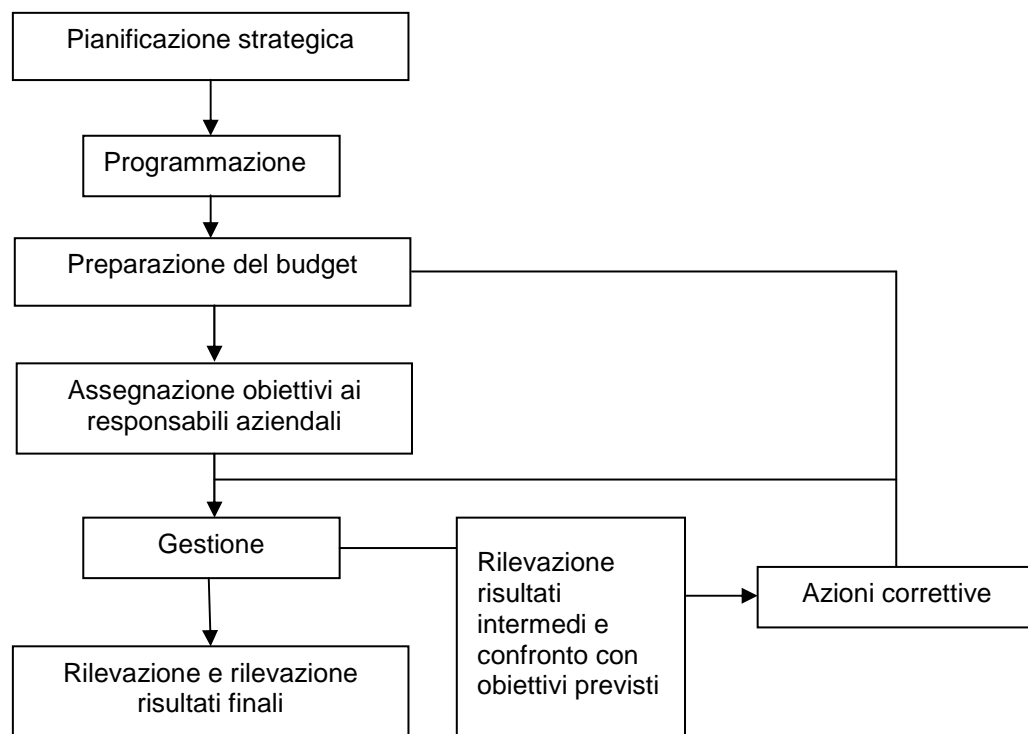 Pianificazione strategica
Programmazione
Preparazione del budget
Assegnazione obiettivi ai
responsabili aziendali
Gestione
Rilevazione
risultati
intermedi e
confronto con
obiettivi previsti
Azioni correttive
Rilevazione e rilevazione
risultati finali